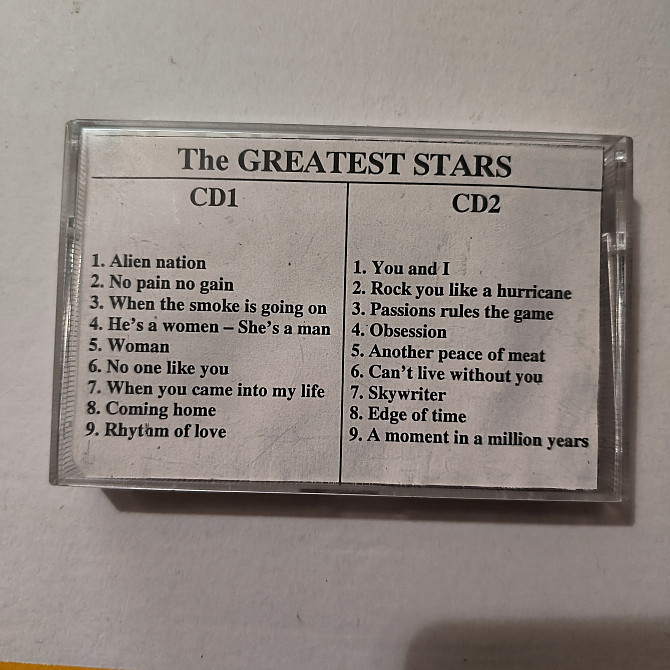 The GREATEST STARS
CD1
1. Alien nation
2. No pain no gain
3. When the smoke is going on
4. He's a women – She's a man
5. Woman
6. No one like you
7. When you came into my life
8. Coming home
9. Rhytam of love
CD2
1. You and I
2. Rock you like a hurricane
3. Passions rules the game
4. Obsession
5. Another peace of meat
6. Can't live without you
7. Skywriter
8. Edge of time
9. A moment in a million years